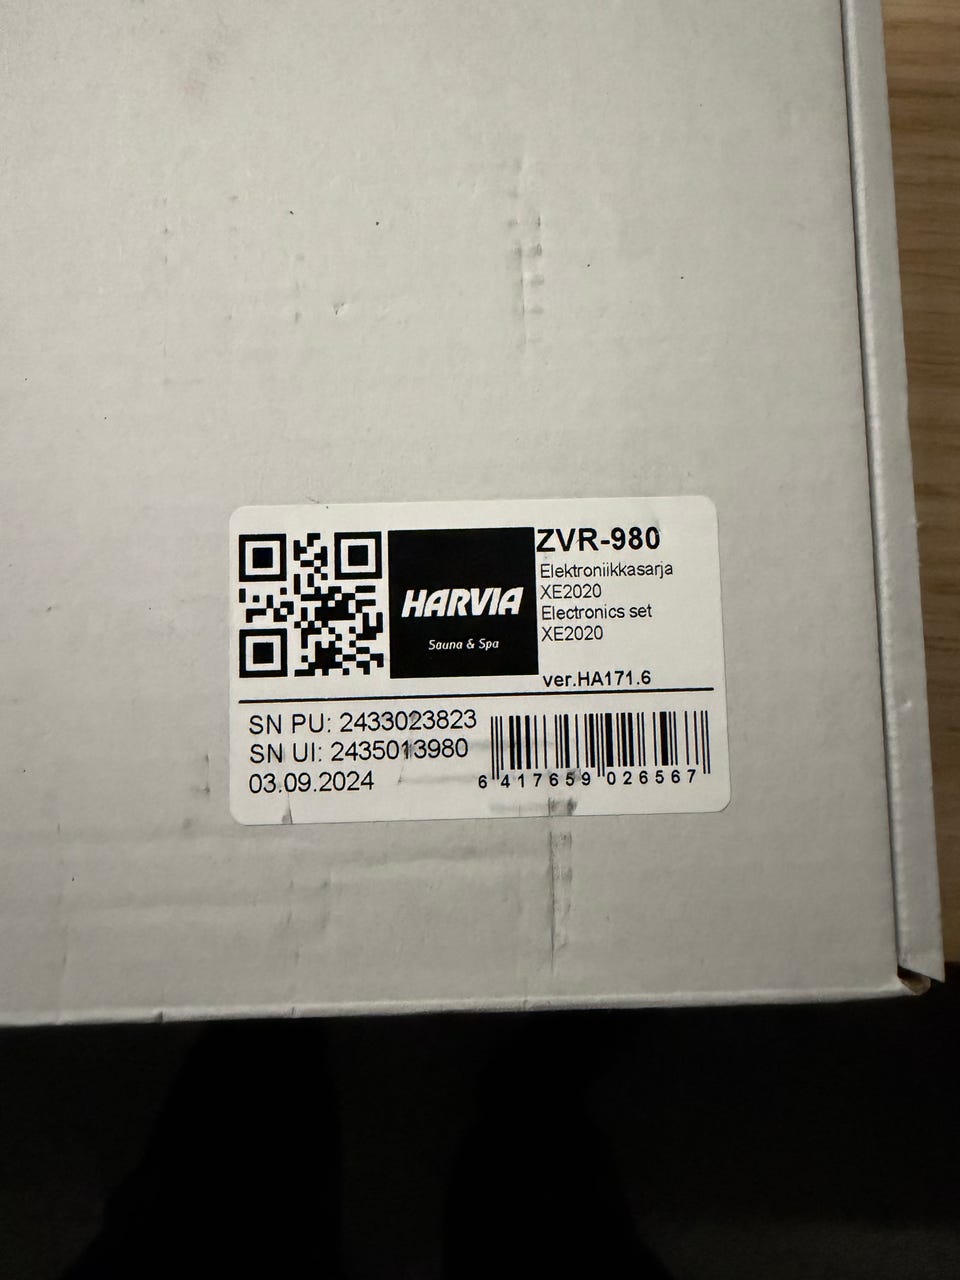 HARVIA
Sauna & Spa
ZVR-980
Elektroniikkasarja
XE2020
Electronics set
XE2020
ver.HA171.6
SN PU: 2433023823
SN UI: 2435013980
03.09.2024
6 417659 026567